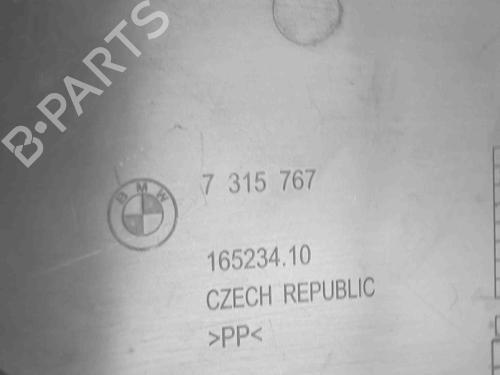 B·PARTS
BMW
7 315 767
165234.10
CZECH REPUBLIC
>PP<